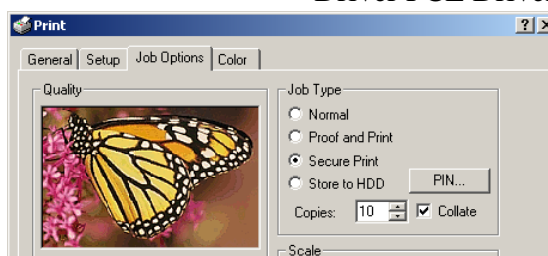 Print
General Setup Job Options Color
Quality
Job Type
Normal
Proof and Print
Secure Print
Store to HDD PIN...
Copies: 10 Collate
Scale